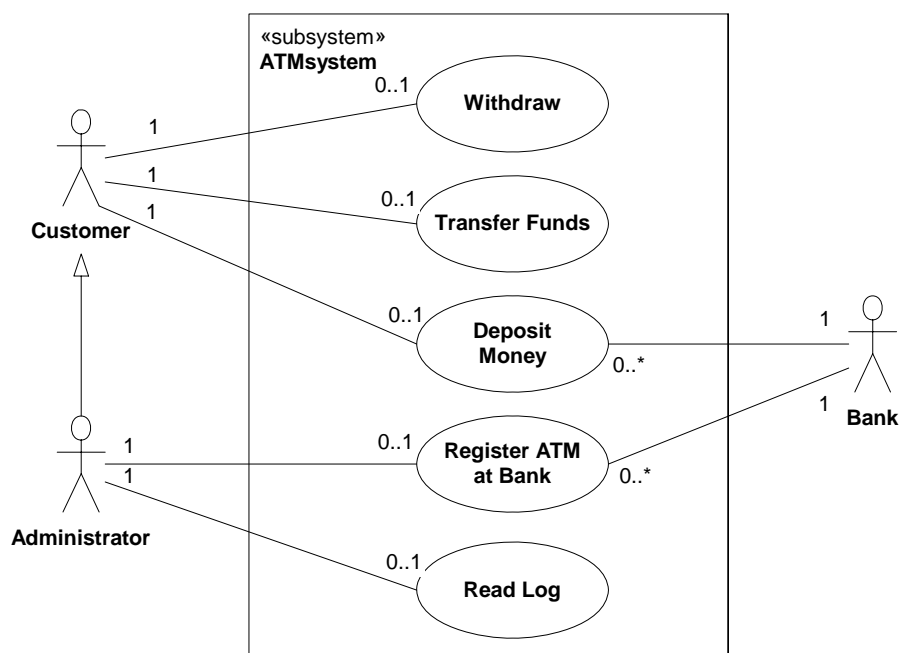 «subsystem»
ATMsystem
0..1
Withdraw
1
1
0..1
Transfer Funds
1
Customer
0..1
Deposit
Money
1
0..*
1
Bank
1
0..1
Register ATM
at Bank
0..*
1
Administrator
0..1
Read Log